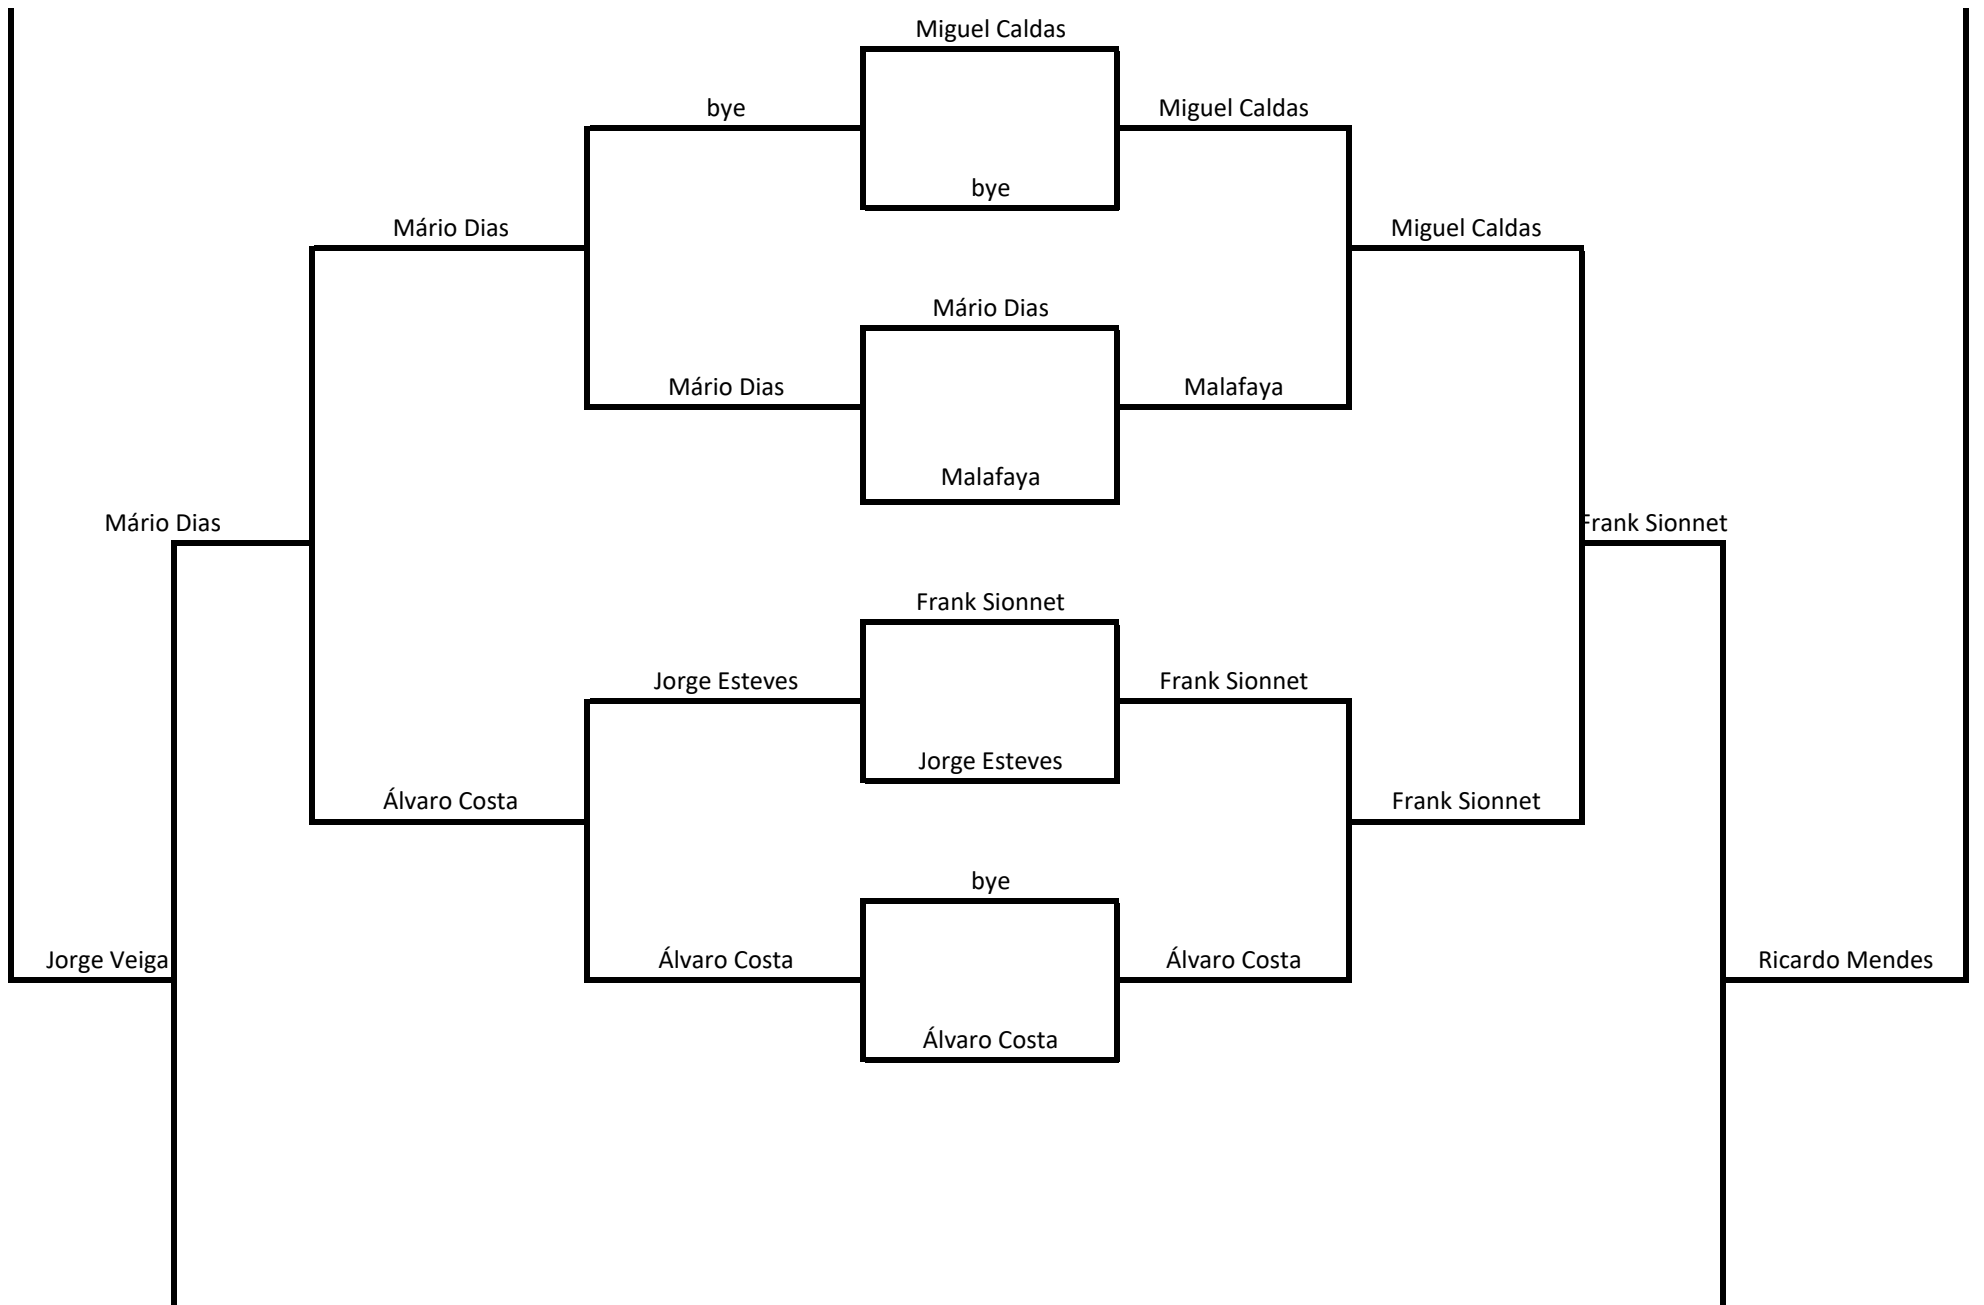 Miguel Caldas
bye
Miguel Caldas
bye
Mário Dias
Miguel Caldas
Mário Dias
Mário Dias
Malafaya
Malafaya
Mário Dias
Frank Sionnet
Frank Sionnet
Jorge Esteves
Frank Sionnet
Jorge Esteves
Álvaro Costa
Frank Sionnet
bye
Jorge Veiga
Álvaro Costa
Álvaro Costa
Ricardo Mendes
Álvaro Costa